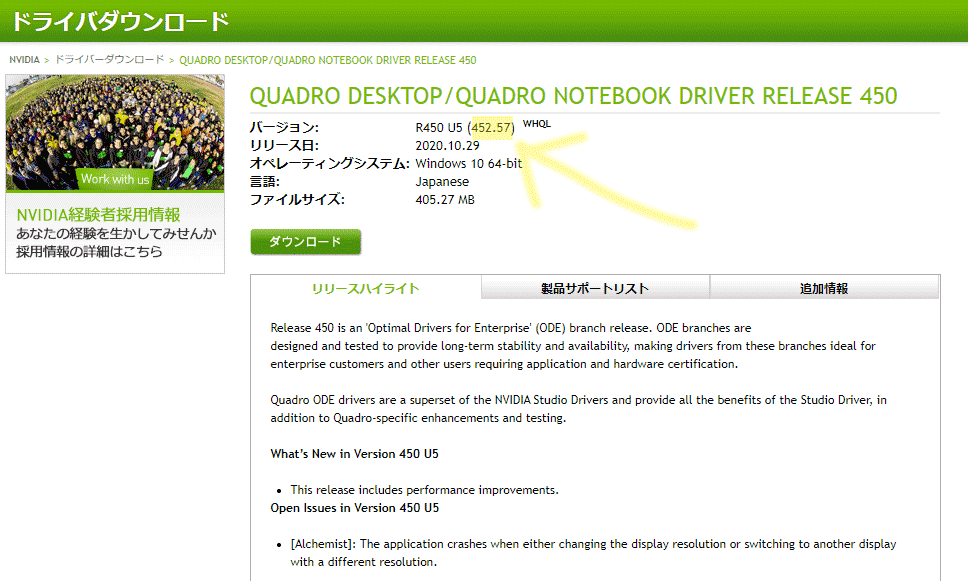 ドライバダウンロード
NVIDIA > ドライバーダウンロード > QUADRO DESKTOP/QUADRO NOTEBOOK DRIVER RELEASE 450
Work with us
NVIDIA経験者採用情報
あなたの経験を生かしてみせんか
採用情報の詳細はこちら
QUADRO DESKTOP/QUADRO NOTEBOOK DRIVER RELEASE 450
バージョン: R450 U5 (452.57) WHQL
リリース日: 2020.10.29
オペレーティングシステム: Windows 10 64-bit
言語: Japanese
ファイルサイズ: 405.27 MB
ダウンロード
リリースハイライト 製品サポートリスト 追加情報
Release 450 is an 'Optimal Drivers for Enterprise' (ODE) branch release. ODE branches are
designed and tested to provide long-term stability and availability, making drivers from these branches ideal for
enterprise customers and other users requiring application and hardware certification.
Quadro ODE drivers are a superset of the NVIDIA Studio Drivers and provide all the benefits of the Studio Driver, in
addition to Quadro-specific enhancements and testing.
What's New in Version 450 U5
• This release includes performance improvements.
Open Issues in Version 450 U5
• [Alchemist]: The application crashes when either changing the display resolution or switching to another display
with a different resolution.